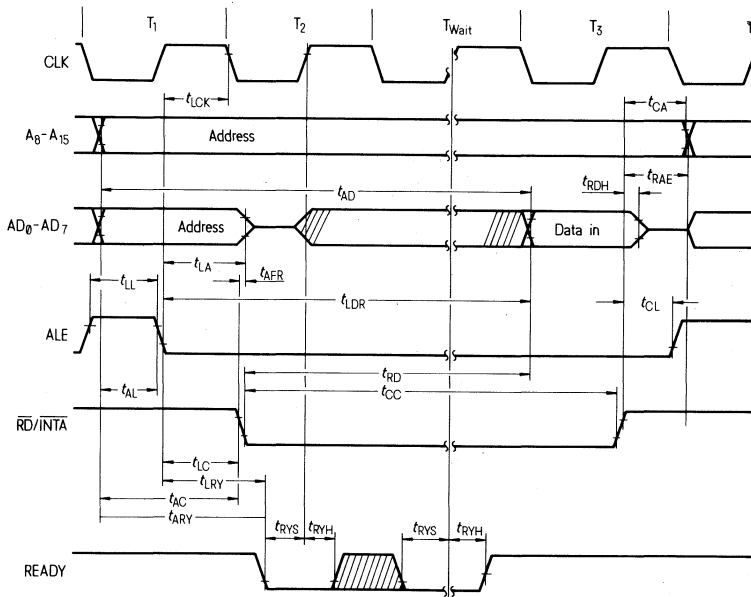 T1 T2 TWait T3
CLK
tLCK tCA
A8-A15 Address
tRAE
tAD tRDH
AD0-AD7 Address Data in
tLA tAFR
tLL
tLDR tCL
ALE
tRD
tAL tCC
RD/INTA
tLC
tLRY
tAC
tARY
tRYS tRYH tRYS tRYH
READY